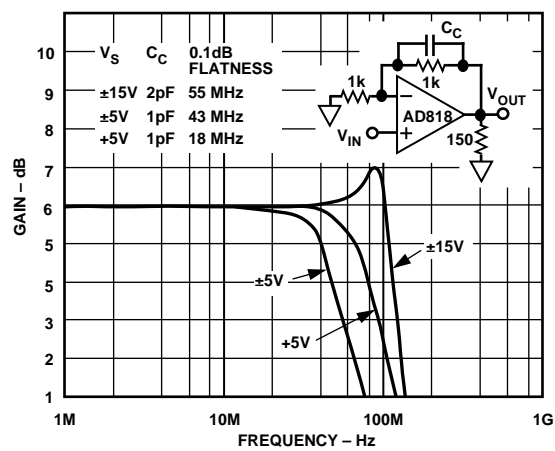 V_S C_C 0.1dB FLATNESS
±15V 2pF 55 MHz
±5V 1pF 43 MHz
+5V 1pF 18 MHz
C_C
1k
1k
AD818
V_IN
–
+
V_OUT
150
GAIN – dB
10
9
8
7
6
5
5
3
2
1
±15V
±5V
+5V
1M 10M 100M 1G
FREQUENCY – Hz